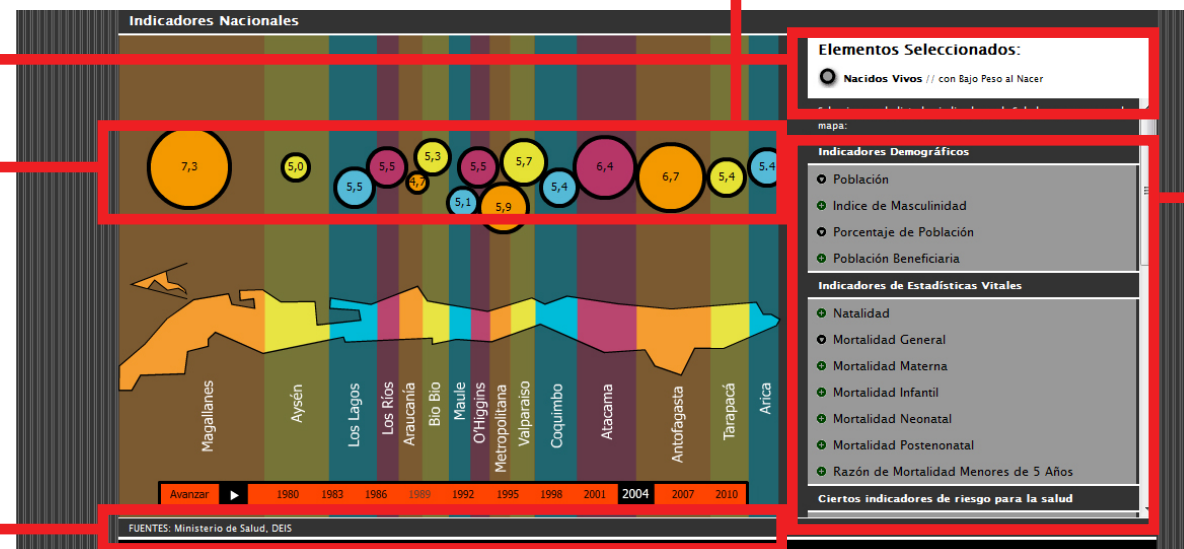 Indicadores Nacionales
Elementos Seleccionados:
Nacidos Vivos // con Bajo Peso al Nacer
mapa:
7,3
5,0
5,5
5,5
4,7
5,3
5,1
5,5
5,9
5,7
5,4
6,4
6,7
5,4
5.4
Indicadores Demográficos
Población
Indice de Masculinidad
Porcentaje de Población
Población Beneficiaria
Indicadores de Estadísticas Vitales
Natalidad
Mortalidad General
Mortalidad Materna
Mortalidad Infantil
Mortalidad Neonatal
Mortalidad Postenonatal
Razón de Mortalidad Menores de 5 Años
Ciertos indicadores de riesgo para la salud
Magallanes
Aysén
Los Lagos
Los Ríos
Araucanía
Bio Bio
Maule
O'Higgins
Metropolitana
Valparaiso
Coquimbo
Atacama
Antofagasta
Tarapacá
Arica
Avanzar 1980 1983 1986 1989 1992 1995 1998 2001 2004 2007 2010
FUENTES: Ministerio de Salud, DEIS